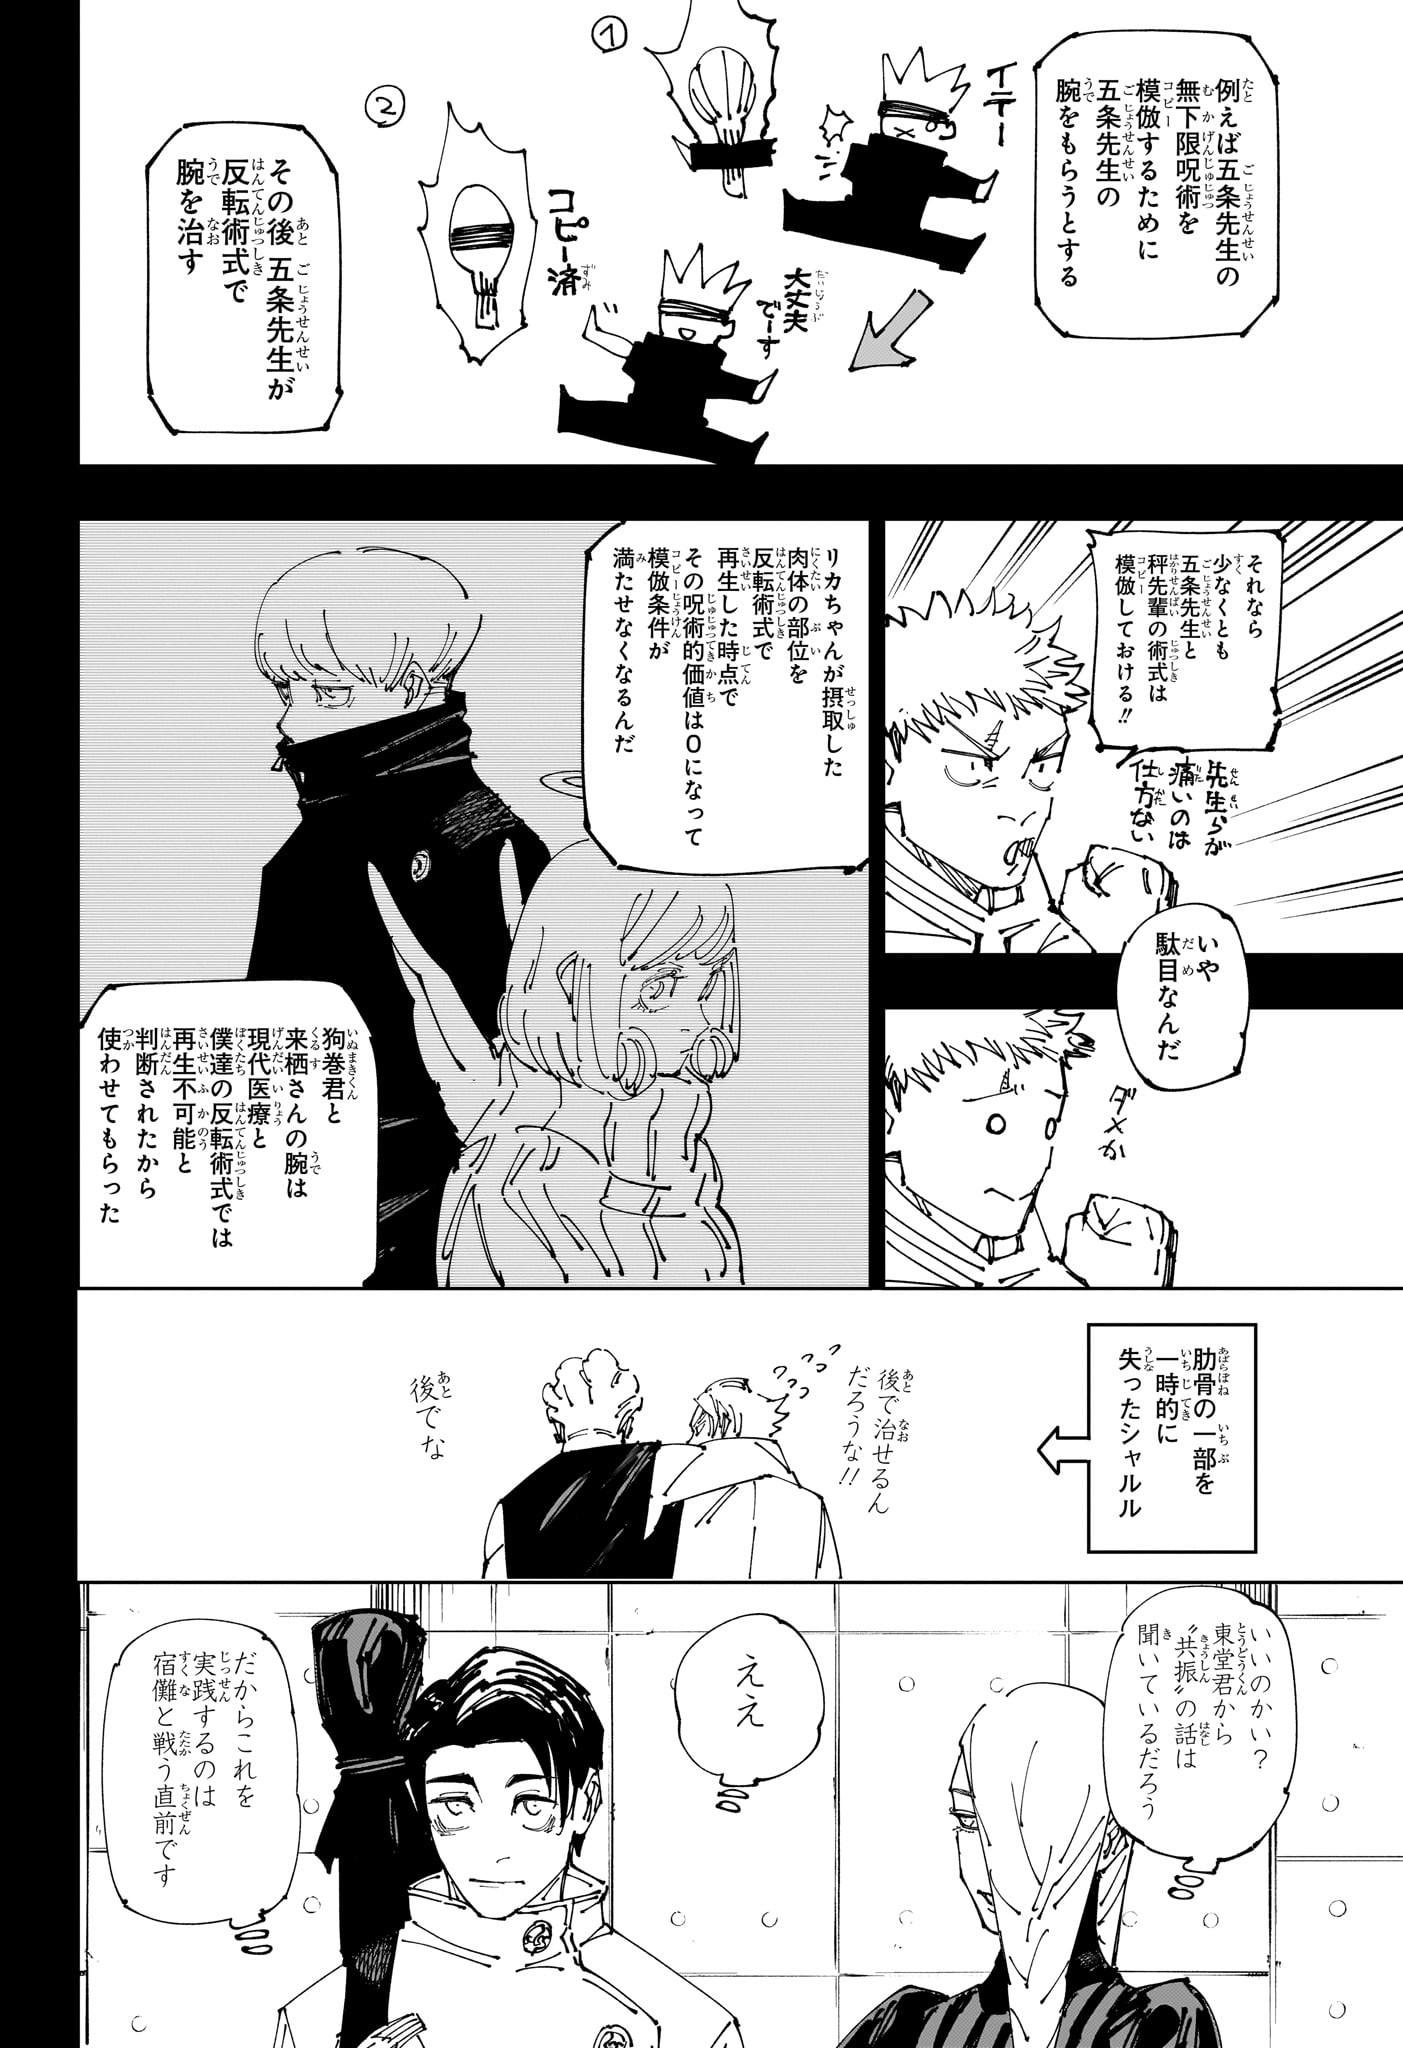 例えば五条先生の
無下限呪術を
模倣するために
五条先生の
腕をもらうとする
イテー
①
大丈夫
でーす
②
コピー済
その後 五条先生が
反転術式で
腕を治す
それなら
少なくとも
五条先生と
秤先輩の術式は
模倣しておける!!
先生らが
痛いのは
仕方ない
いや
駄目なんだ
ダメか
リカちゃんが摂取した
肉体の部位を
反転術式で
再生した時点で
その呪術的価値は0になって
模倣条件が
満たせなくなるんだ
狗巻君と
来栖さんの腕は
現代医療と
僕達の反転術式では
再生不可能と
判断されたから
使わせてもらった
肋骨の一部を
一時的に
失ったシャルル
後で治せるん
だろうな!!
後でな
いいのかい?
東堂君から
〝共振〟の話は
聞いているだろう
ええ
だからこれを
実践するのは
宿儺と戦う直前です